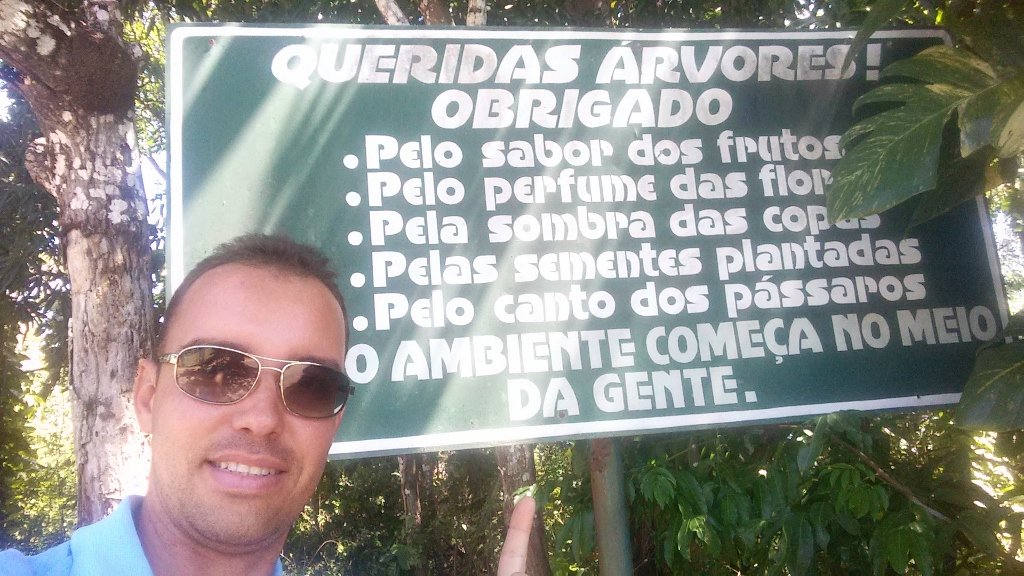 QUERIDAS ÁRVORES!
OBRIGADO
• Pelo sabor dos frutos
• Pelo perfume das flor
• Pela sombra das copas
• Pelas sementes plantadas
• Pelo canto dos pássaros
O AMBIENTE COMEÇA NO MEIO
DA GENTE.